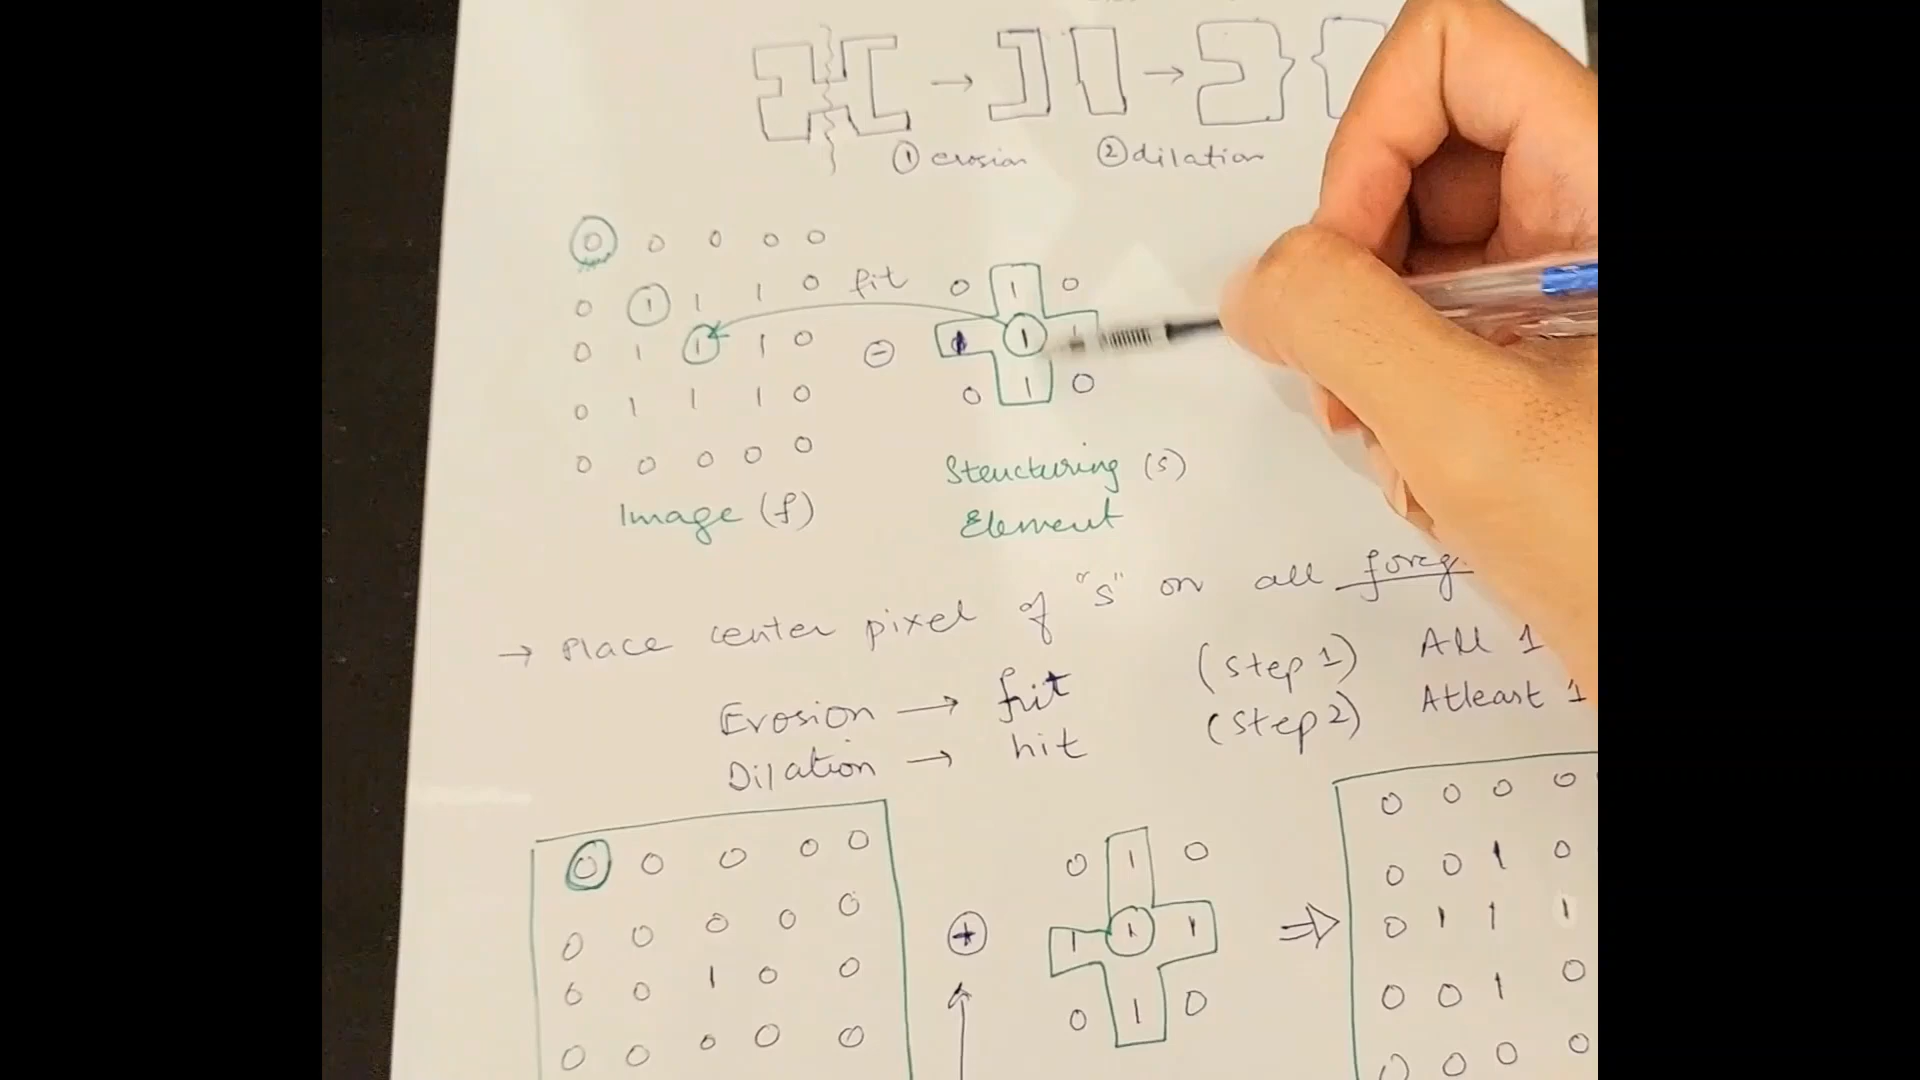 → →
① erosion ② dilation
0 0 0 0 0
0 1 1 1 0 fit 0 1 0
0 1 1 1 0 ⊖ 1 1 1
0 1 1 1 0 0 1 0
0 0 0 0 0
Image (f)
Structuring (s)
Element
→ Place center pixel of "s" on all
Erosion → fit (Step 1) All 1
Dilation → hit (Step 2) Atleast 1
0 0 0 0 0 0 1 0 0 0 0 0
0 0 0 0 0 ⊕ 1 1 1 ⇒ 0 0 1 0
0 0 1 0 0 0 1 0 0 1 1 1
0 0 0 0 0 0 0 1 0
0 0 0 0